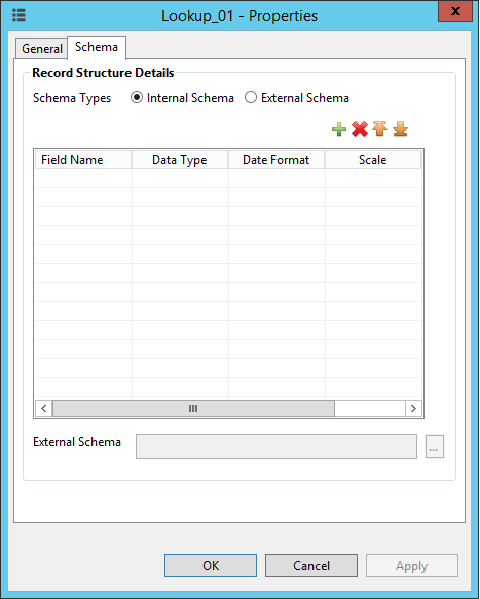 Lookup_01 - Properties
General Schema
Record Structure Details
Schema Types Internal Schema External Schema
Field Name Data Type Date Format Scale
External Schema ...
OK Cancel Apply